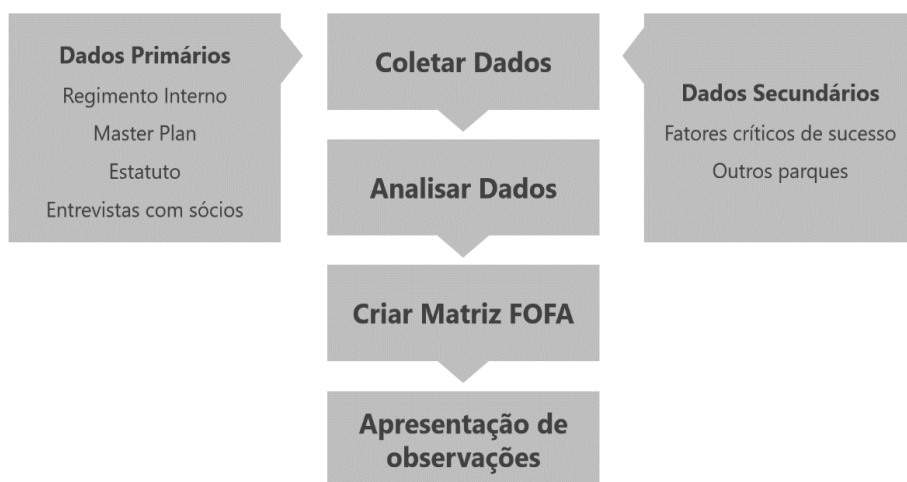 Dados Primários
Regimento Interno
Master Plan
Estatuto
Entrevistas com sócios
Coletar Dados
Analisar Dados
Criar Matriz FOFA
Apresentação de
observações
Dados Secundários
Fatores críticos de sucesso
Outros parques